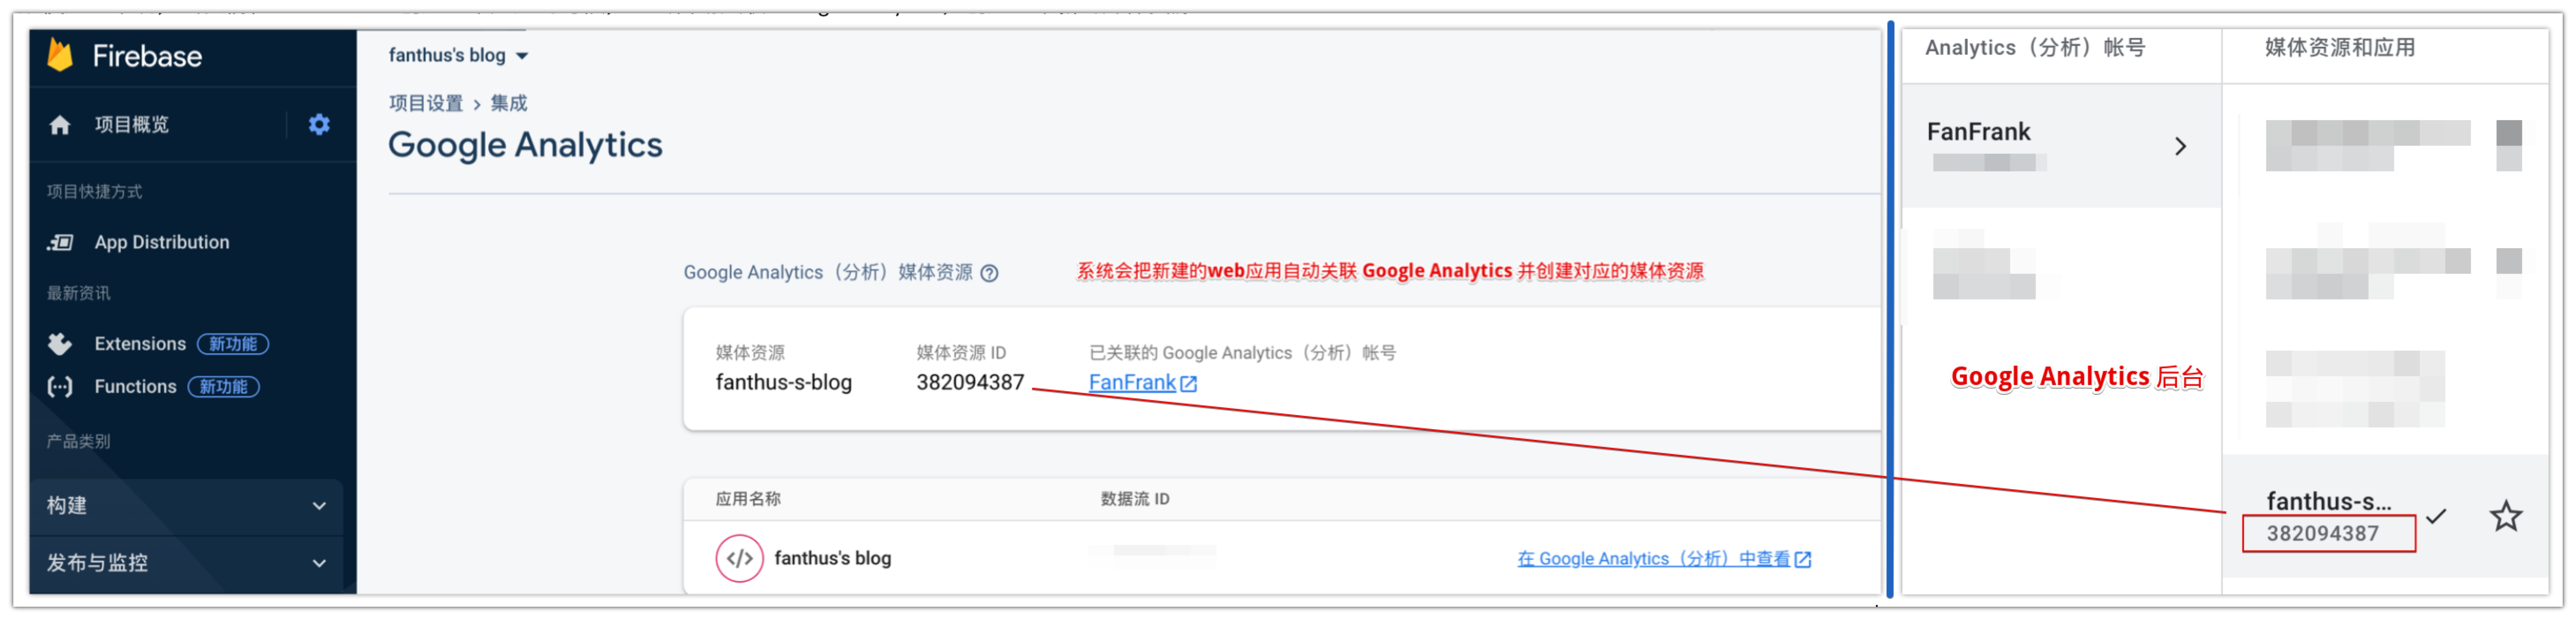 Firebase
项目概览
项目快捷方式
App Distribution
最新资讯
Extensions 新功能
Functions 新功能
产品类别
构建
发布与监控
fanthus's blog
项目设置 > 集成
Google Analytics
Google Analytics（分析）媒体资源
系统会把新建的web应用自动关联 Google Analytics 并创建对应的媒体资源
媒体资源 媒体资源 ID 已关联的 Google Analytics（分析）帐号
fanthus-s-blog 382094387 FanFrank
应用名称 数据流 ID
fanthus's blog 在 Google Analytics（分析）中查看
Analytics（分析）帐号 媒体资源和应用
FanFrank
Google Analytics 后台
fanthus-s...
382094387